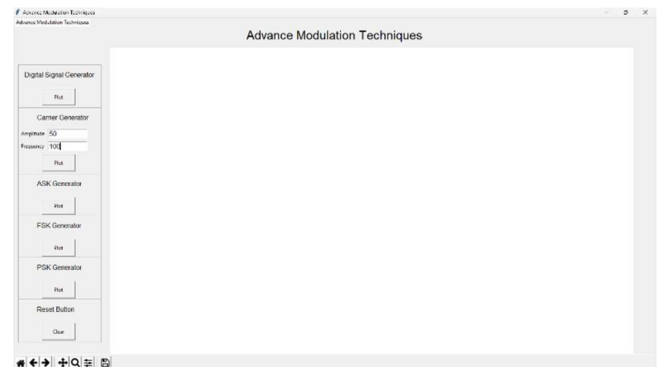 Advance Modulation Techniques
Advance Modulation Techniques
Advance Modulation Techniques
Digital Signal Generator
Plot
Carrier Generator
Amplitude 50
Frequency 100
Plot
ASK Generator
Plot
FSK Generator
Plot
PSK Generator
Plot
Reset Button
Clear